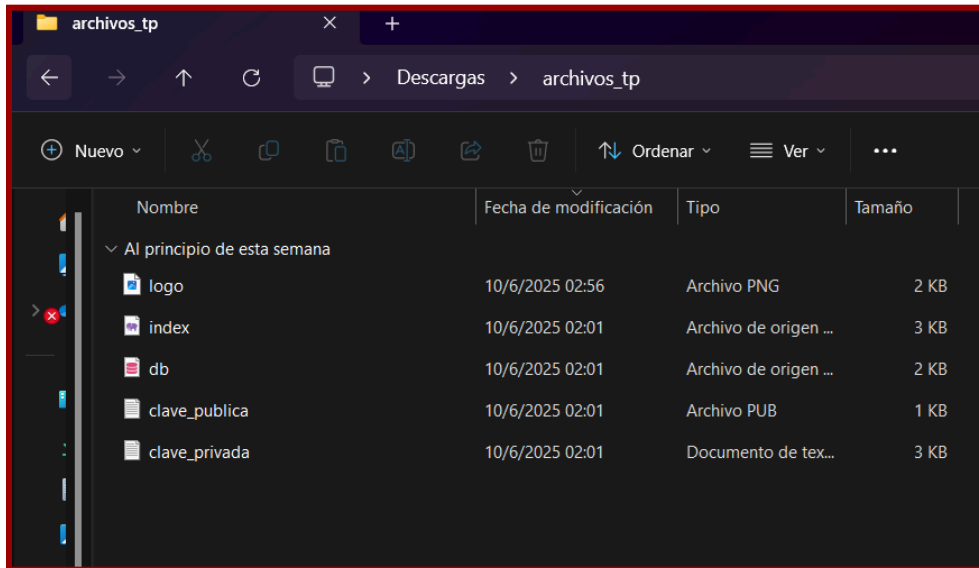 archivos_tp
Descargas > archivos_tp
Nuevo Ordenar Ver ...
Nombre Fecha de modificación Tipo Tamaño
Al principio de esta semana
logo 10/6/2025 02:56 Archivo PNG 2 KB
index 10/6/2025 02:01 Archivo de origen ... 3 KB
db 10/6/2025 02:01 Archivo de origen ... 2 KB
clave_publica 10/6/2025 02:01 Archivo PUB 1 KB
clave_privada 10/6/2025 02:01 Documento de tex... 3 KB